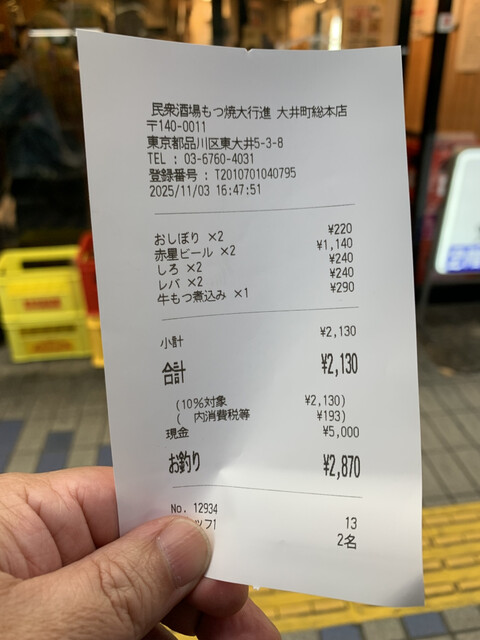 民衆酒場もつ焼大行進 大井町総本店
〒140-0011
東京都品川区東大井5-3-8
TEL : 03-6760-4031
登録番号 : T2010701040795
2025/11/03 16:47:51
おしぼり ×2 ¥220
赤星ビール ×2 ¥1,140
しろ ×2 ¥240
レバ ×2 ¥240
牛もつ煮込み ×1 ¥290
小計 ¥2,130
合計 ¥2,130
(10%対象 ¥2,130)
( 内消費税等 ¥193)
現金 ¥5,000
お釣り ¥2,870
No. 12934
ッフ1 13
2名